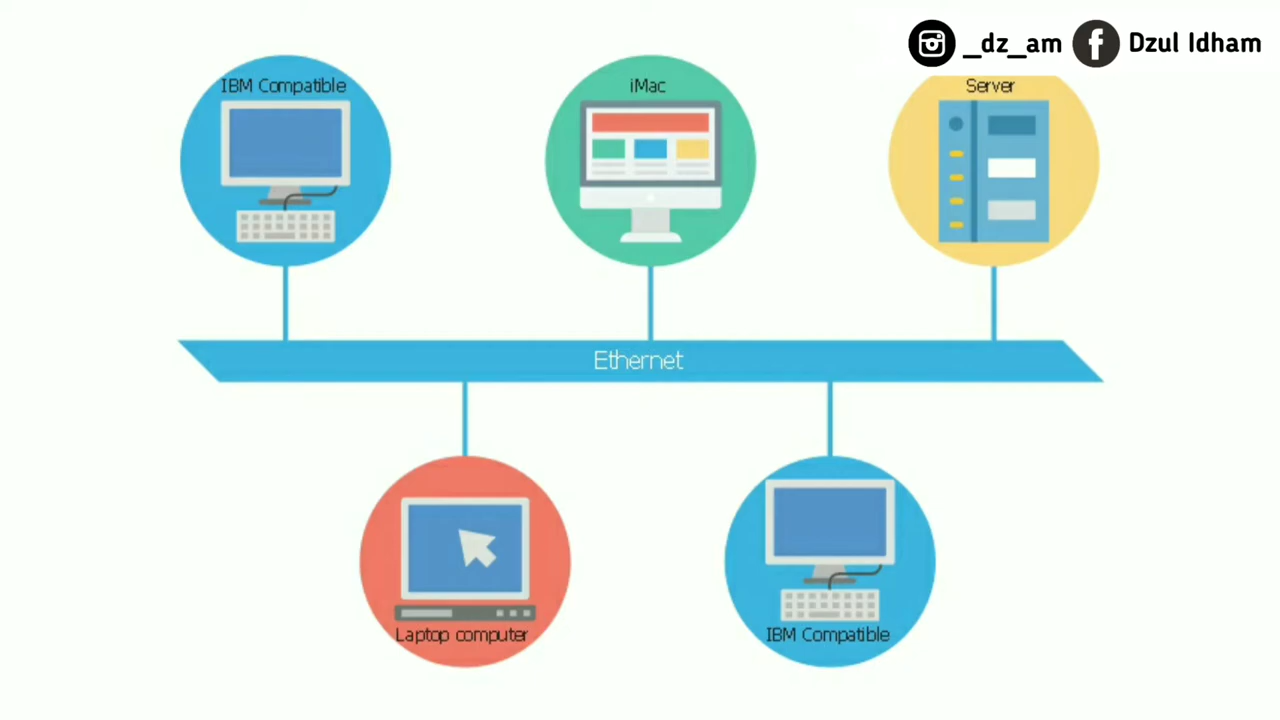 _dz_am Dzul Idham
IBM Compatible
iMac
Server
Ethernet
Laptop computer
IBM Compatible